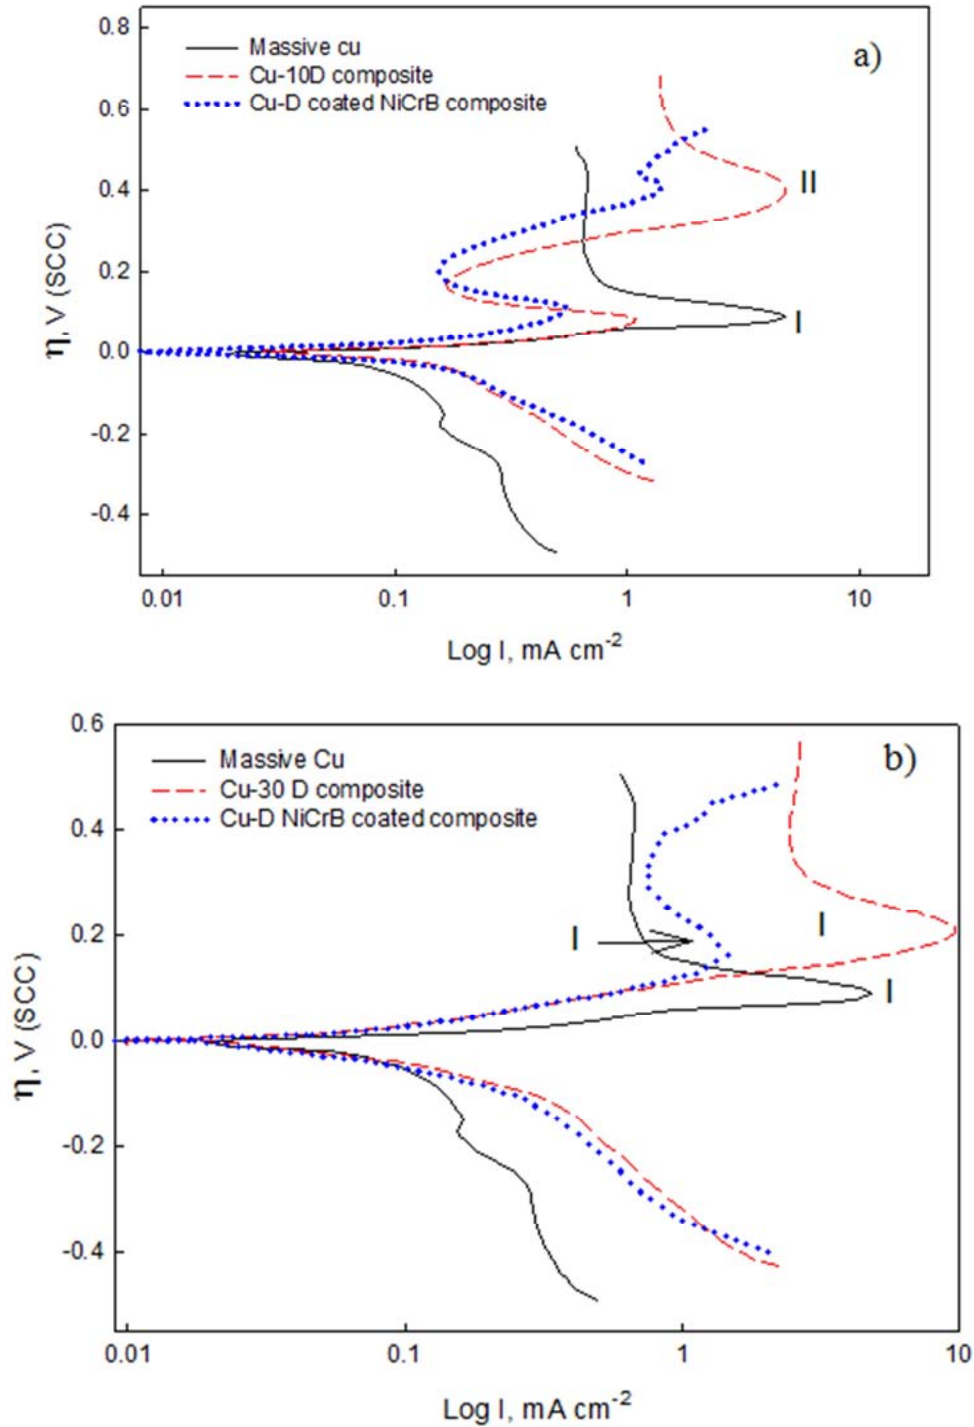 0.8
Massive cu
a)
Cu-10D composite
Cu-D coated NiCrB composite
0.6
0.4
II
η, V (SCC)
0.2
I
0.0
-0.2
-0.4
0.01
0.1
1
10
Log I, mA cm-2
0.6
Massive Cu
b)
Cu-30 D composite
Cu-D NiCrB coated composite
0.4
I
0.2
I
I
η, V (SCC)
0.0
-0.2
-0.4
0.01
0.1
1
10
Log I, mA cm-2